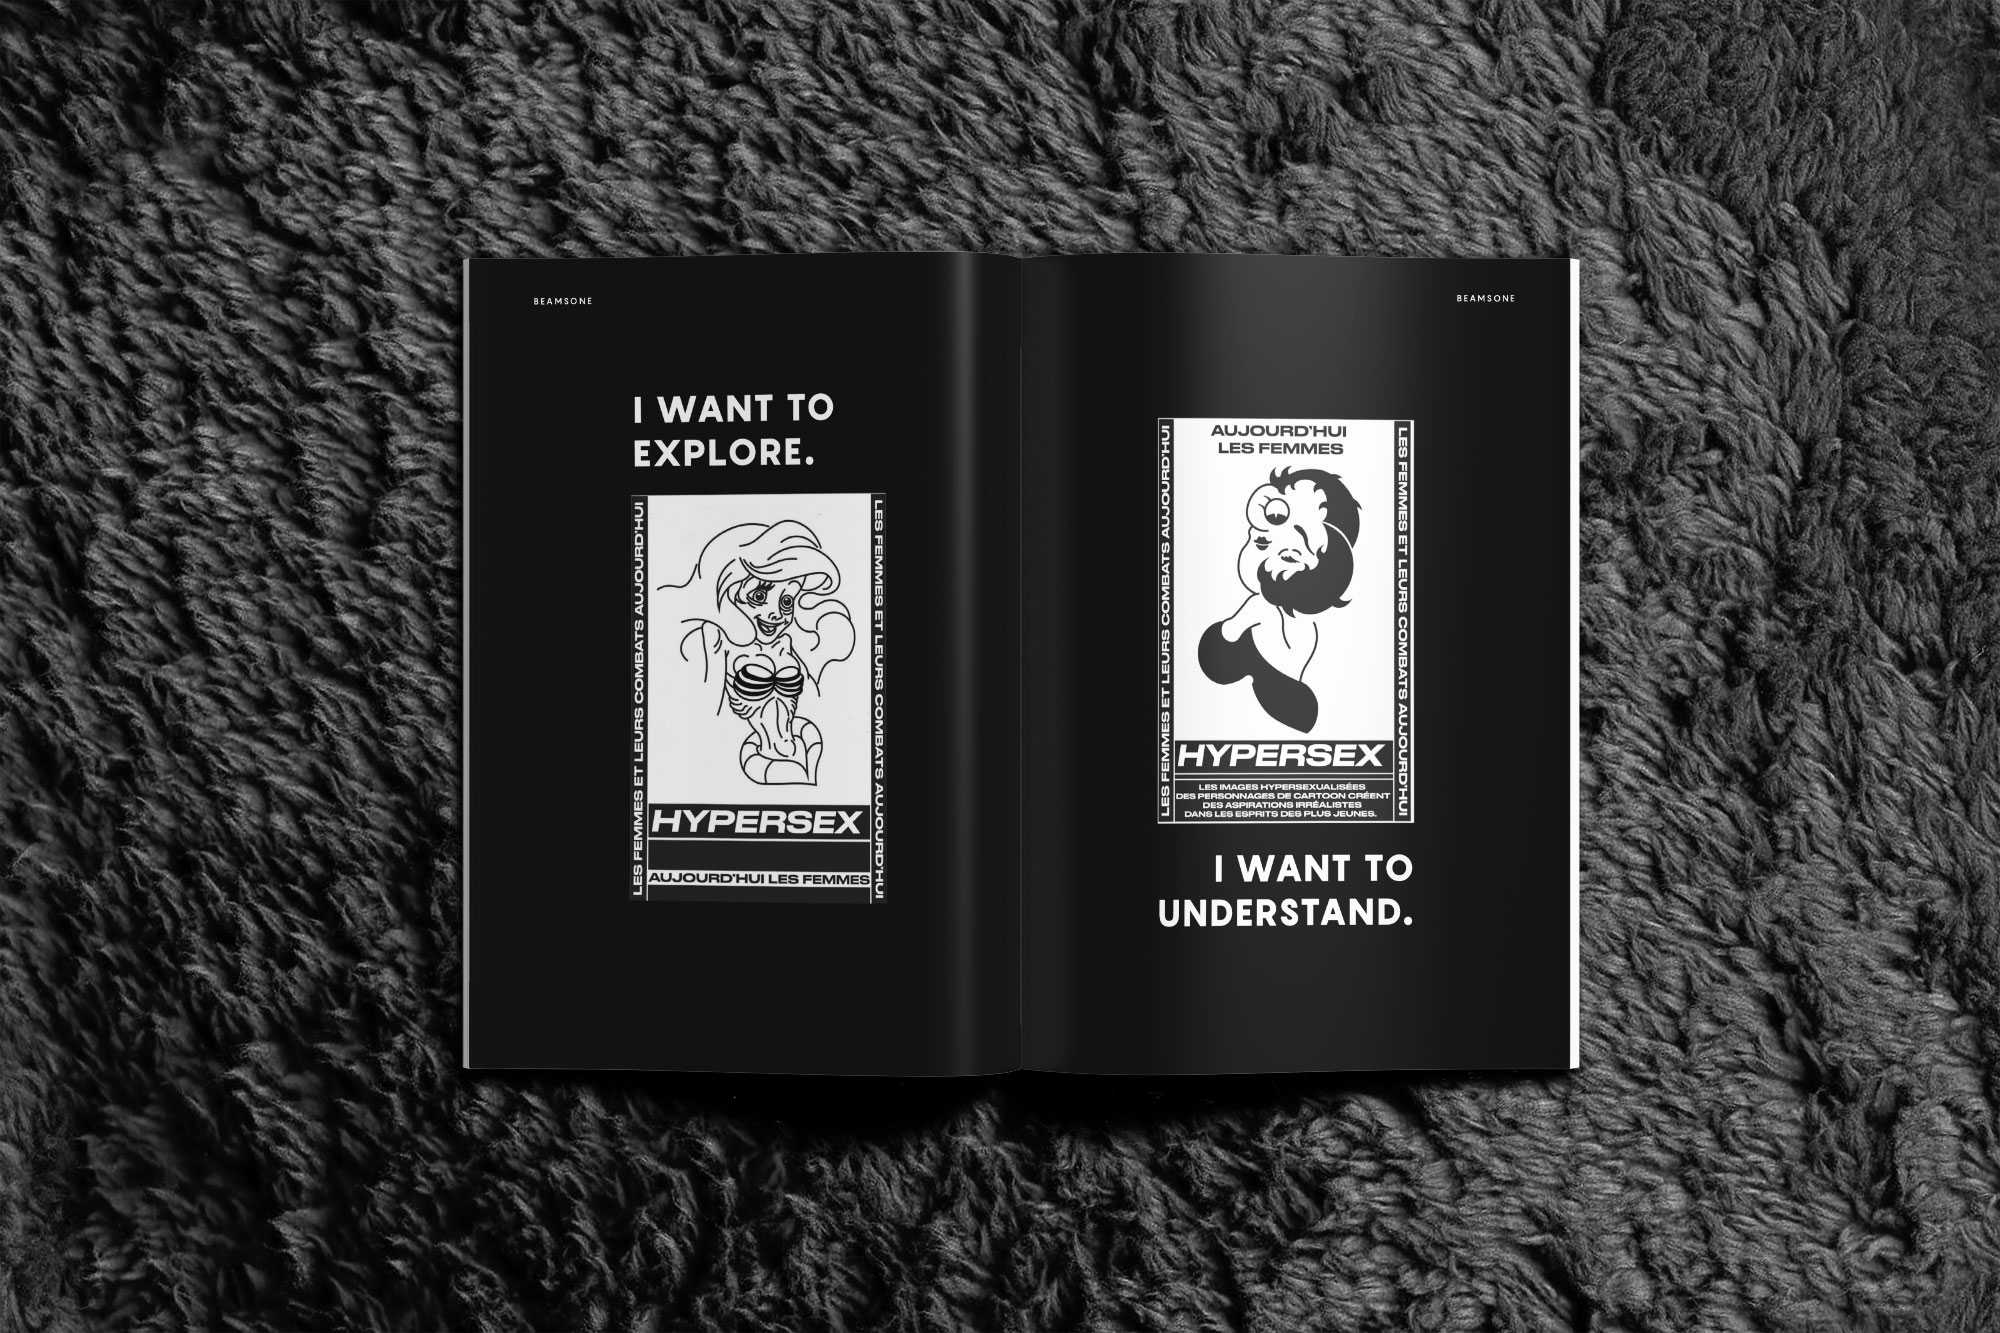 BEAMSONE
I WANT TO
EXPLORE.
LES FEMMES ET LEURS COMBATS AUJOURD'HUI
LES FEMMES ET LEURS COMBATS AUJOURD'HUI
HYPERSEX
AUJOURD'HUI LES FEMMES
BEAMSONE
AUJOURD'HUI
LES FEMMES
LES FEMMES ET LEURS COMBATS AUJOURD'HUI
LES FEMMES ET LEURS COMBATS AUJOURD'HUI
HYPERSEX
LES IMAGES HYPERSEXUALISÉES
DES PERSONNAGES DE CARTOON CRÉENT
DES ASPIRATIONS IRRÉALISTES
DANS LES ESPRITS DES PLUS JEUNES.
I WANT TO
UNDERSTAND.